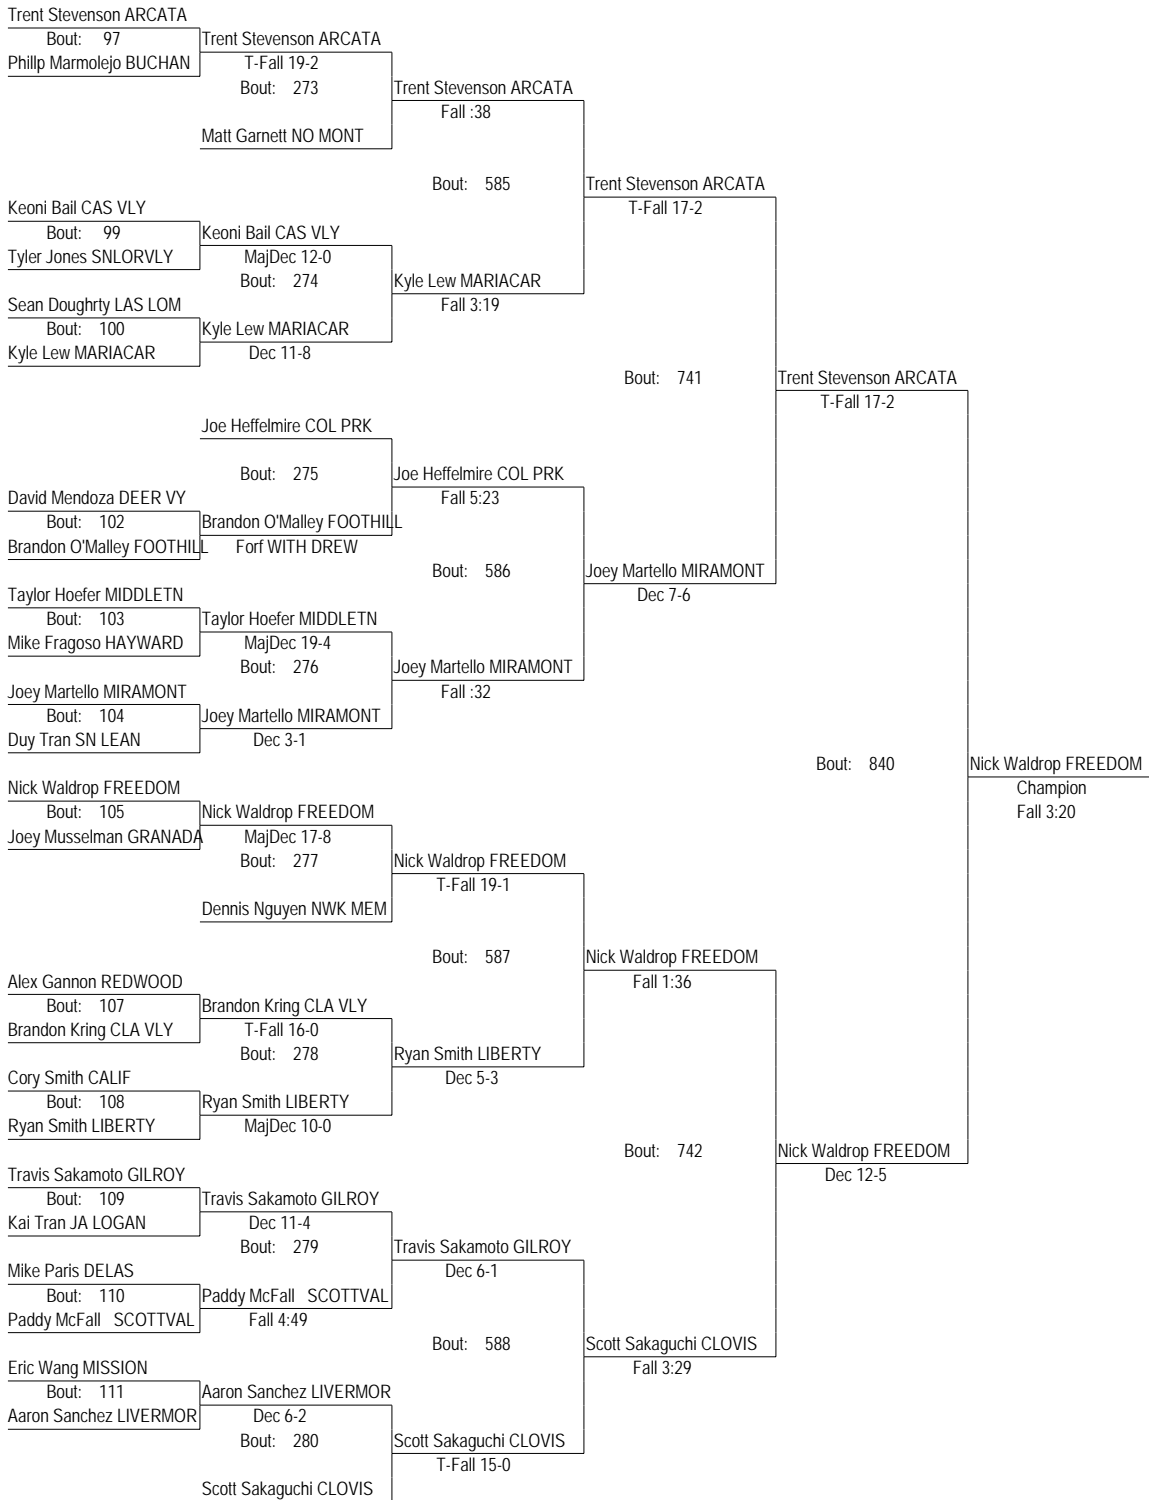 Trent Stevenson ARCATA
Bout: 97
Phillp Marmolejo BUCHAN
Trent Stevenson ARCATA
T-Fall 19-2
Bout: 273
Matt Garnett NO MONT
Trent Stevenson ARCATA
Fall :38
Bout: 585
Trent Stevenson ARCATA
T-Fall 17-2
Keoni Bail CAS VLY
Bout: 99
Tyler Jones SNLORVLY
Keoni Bail CAS VLY
MajDec 12-0
Bout: 274
Kyle Lew MARIACAR
Fall 3:19
Sean Doughrty LAS LOM
Bout: 100
Kyle Lew MARIACAR
Kyle Lew MARIACAR
Dec 11-8
Bout: 741
Trent Stevenson ARCATA
T-Fall 17-2
Joe Heffelmire COL PRK
Bout: 275
Joe Heffelmire COL PRK
Fall 5:23
David Mendoza DEER VY
Bout: 102
Brandon O'Malley FOOTHILL
Brandon O'Malley FOOTHILL
Forf WITH DREW
Bout: 586
Joey Martello MIRAMONT
Dec 7-6
Taylor Hoefer MIDDLETN
Bout: 103
Mike Fragoso HAYWARD
Taylor Hoefer MIDDLETN
MajDec 19-4
Bout: 276
Joey Martello MIRAMONT
Fall :32
Joey Martello MIRAMONT
Bout: 104
Duy Tran SN LEAN
Joey Martello MIRAMONT
Dec 3-1
Bout: 840
Nick Waldrop FREEDOM
Champion
Fall 3:20
Nick Waldrop FREEDOM
Bout: 105
Joey Musselman GRANADA
Nick Waldrop FREEDOM
MajDec 17-8
Bout: 277
Dennis Nguyen NWK MEM
Nick Waldrop FREEDOM
T-Fall 19-1
Bout: 587
Nick Waldrop FREEDOM
Fall 1:36
Alex Gannon REDWOOD
Bout: 107
Brandon Kring CLA VLY
Brandon Kring CLA VLY
T-Fall 16-0
Bout: 278
Ryan Smith LIBERTY
Dec 5-3
Cory Smith CALIF
Bout: 108
Ryan Smith LIBERTY
Ryan Smith LIBERTY
MajDec 10-0
Bout: 742
Nick Waldrop FREEDOM
Dec 12-5
Travis Sakamoto GILROY
Bout: 109
Kai Tran JA LOGAN
Travis Sakamoto GILROY
Dec 11-4
Bout: 279
Travis Sakamoto GILROY
Dec 6-1
Mike Paris DELAS
Bout: 110
Paddy McFall SCOTTVAL
Paddy McFall SCOTTVAL
Fall 4:49
Bout: 588
Scott Sakaguchi CLOVIS
Fall 3:29
Eric Wang MISSION
Bout: 111
Aaron Sanchez LIVERMOR
Aaron Sanchez LIVERMOR
Dec 6-2
Bout: 280
Scott Sakaguchi CLOVIS
T-Fall 15-0
Scott Sakaguchi CLOVIS